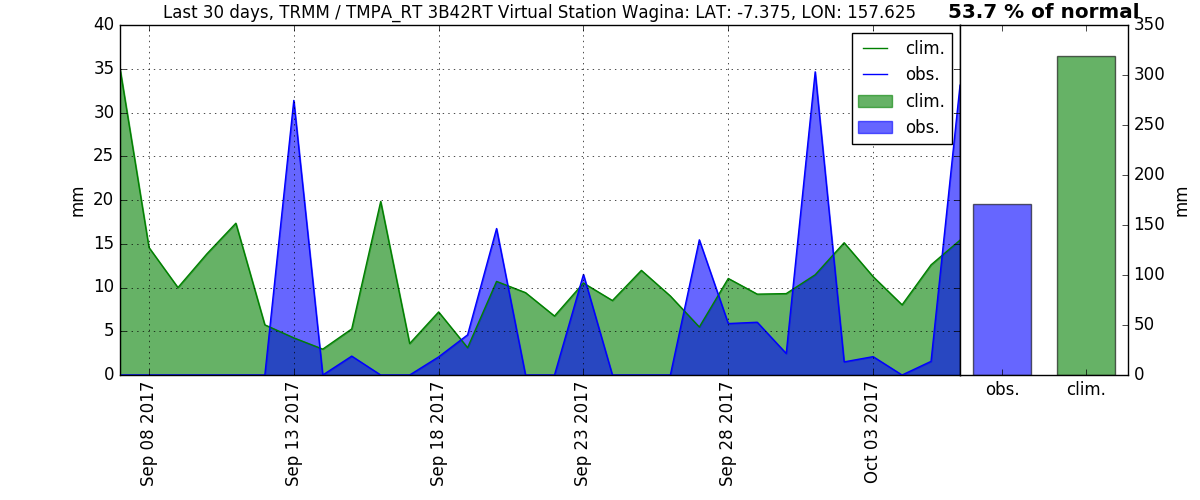 Last 30 days, TRMM / TMPA_RT 3B42RT Virtual Station Wagina: LAT: -7.375, LON: 157.625
53.7 % of normal
40
35
30
25
20
15
10
5
0
mm
clim.
obs.
clim.
obs.
Sep 08 2017
Sep 13 2017
Sep 18 2017
Sep 23 2017
Sep 28 2017
Oct 03 2017
350
300
250
200
150
100
50
0
mm
obs.
clim.